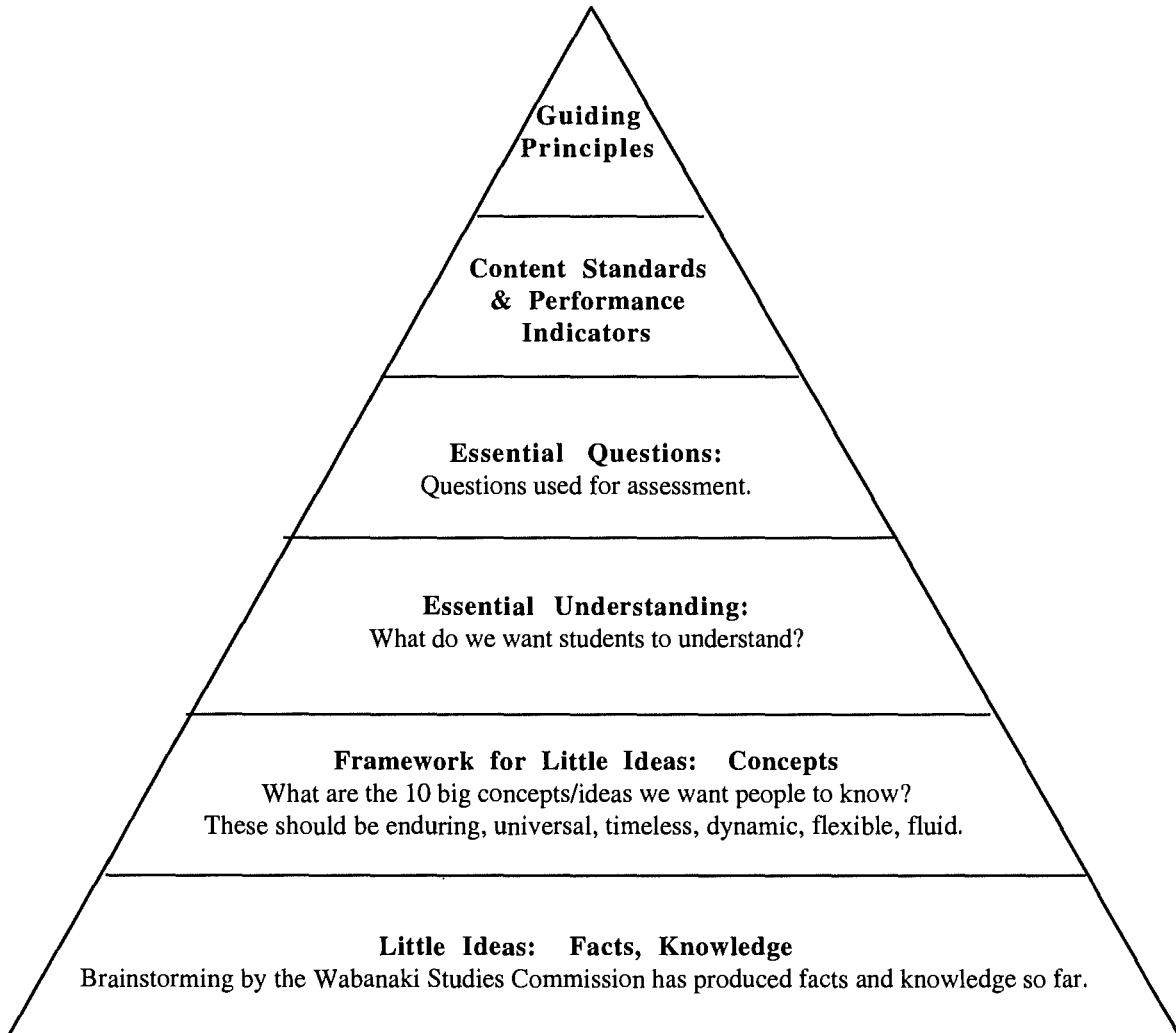 Guiding
Principles
Content Standards
& Performance
Indicators
Essential Questions:
Questions used for assessment.
Essential Understanding:
What do we want students to understand?
Framework for Little Ideas: Concepts
What are the 10 big concepts/ideas we want people to know?
These should be enduring, universal, timeless, dynamic, flexible, fluid.
Little Ideas: Facts, Knowledge
Brainstorming by the Wabanaki Studies Commission has produced facts and knowledge so far.